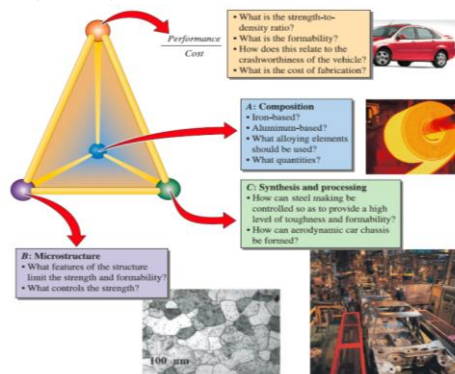 • What is the strength-to-
density ratio?
• What is the formability?
• How does this relate to the
crashworthiness of the vehicle?
• What is the cost of fabrication?
Performance
Cost
A: Composition
• Iron-based?
• Aluminum-based?
• What alloying elements
should be used?
• What quantities?
C: Synthesis and processing
• How can steel making be
controlled so as to provide a high
level of toughness and formability?
• How can aerodynamic car chassis
be formed?
B: Microstructure
• What features of the structure
limit the strength and formability?
• What controls the strength?
100 μm